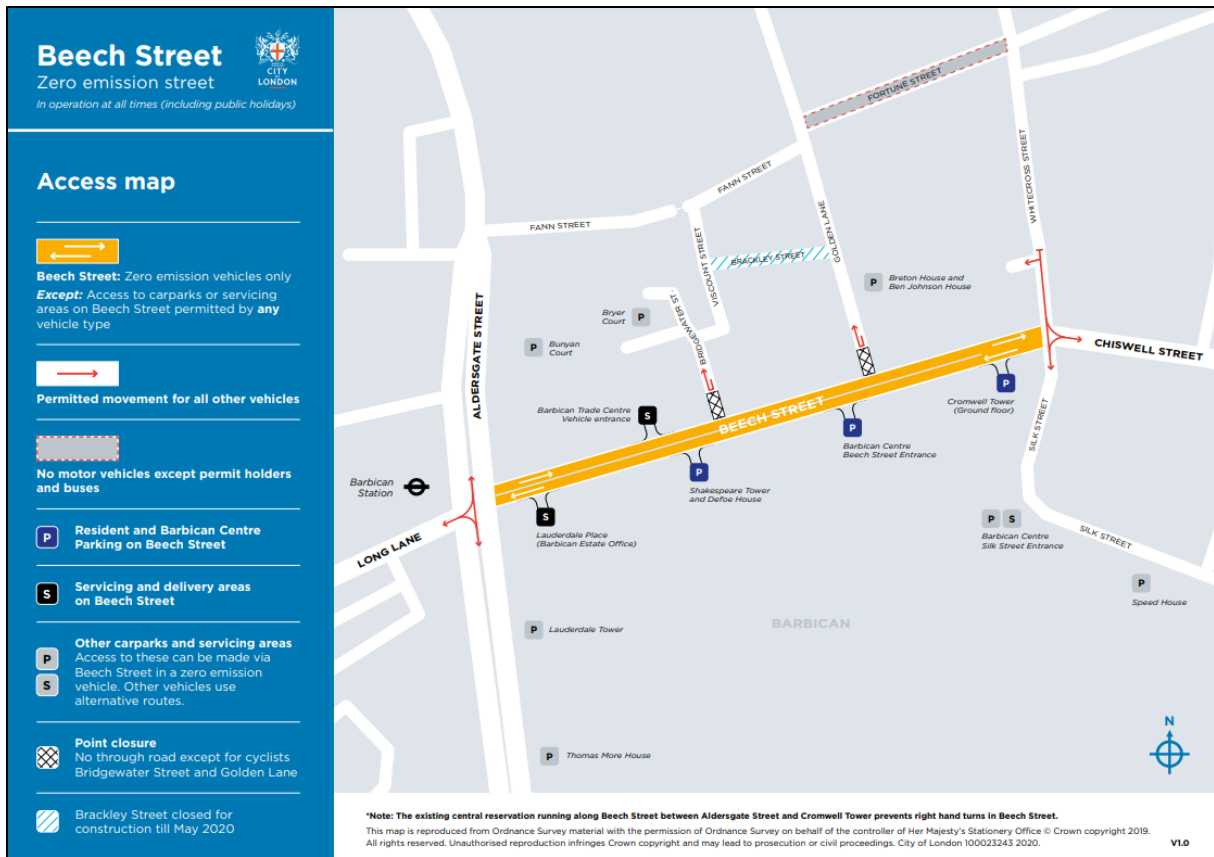 Beech Street
Zero emission street
In operation at all times (including public holidays)
CITY
OF
LONDON
Access map
Beech Street: Zero emission vehicles only
Except: Access to carparks or servicing
areas on Beech Street permitted by any
vehicle type
Permitted movement for all other vehicles
No motor vehicles except permit holders
and buses
P
Resident and Barbican Centre
Parking on Beech Street
S
Servicing and delivery areas
on Beech Street
Other carparks and servicing areas
P
S
Access to these can be made via
Beech Street in a zero emission
vehicle. Other vehicles use
alternative routes.
Point closure
No through road except for cyclists
Bridgewater Street and Golden Lane
Brackley Street closed for
construction till May 2020
FORTUNE STREET
WHITECROSS STREET
FANN STREET
FANN STREET
GOLDEN LANE
VISCOUNT STREET
BRACKLEY STREET
P
Breton House and
Ben Johnson House
Bryer
Court
P
BRIDGEWATER ST.
P
Bunyan
Court
ALDERSGATE STREET
CHISWELL STREET
Barbican Trade Centre
Vehicle entrance
S
BEECH STREET
P
Cromwell Tower
(Ground floor)
P
Barbican Centre
Beech Street Entrance
SILK STREET
Barbican
Station
P
Shakespeare Tower
and Defoe House
S
Lauderdale Place
(Barbican Estate Office)
LONG LANE
P
S
Barbican Centre
Silk Street Entrance
SILK STREET
P
Speed House
P
Lauderdale Tower
BARBICAN
N
P
Thomas More House
*Note: The existing central reservation running along Beech Street between Aldersgate Street and Cromwell Tower prevents right hand turns in Beech Street.
This map is reproduced from Ordnance Survey material with the permission of Ordnance Survey on behalf of the controller of Her Majesty's Stationery Office © Crown copyright 2019.
All rights reserved. Unauthorised reproduction infringes Crown copyright and may lead to prosecution or civil proceedings. City of London 100023243 2020.
V1.0